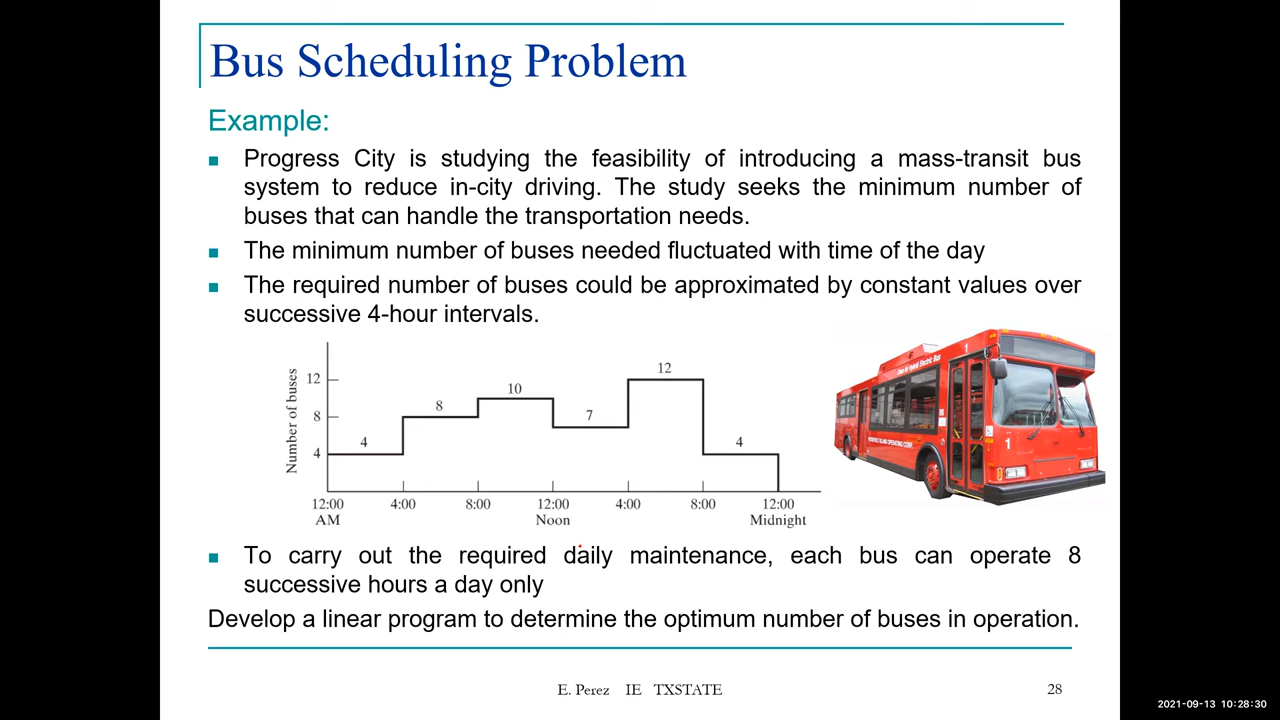 Bus Scheduling Problem
Example:
Progress City is studying the feasibility of introducing a mass-transit bus
system to reduce in-city driving. The study seeks the minimum number of
buses that can handle the transportation needs.
The minimum number of buses needed fluctuated with time of the day
The required number of buses could be approximated by constant values over
successive 4-hour intervals.
Number of buses
12
8
4
4
8
10
7
12
4
12:00 4:00 8:00 12:00 4:00 8:00 12:00
AM Noon Midnight
1
1
To carry out the required daily maintenance, each bus can operate 8
successive hours a day only
Develop a linear program to determine the optimum number of buses in operation.
E. Perez IE TXSTATE
28
2021-09-13 10:28:30